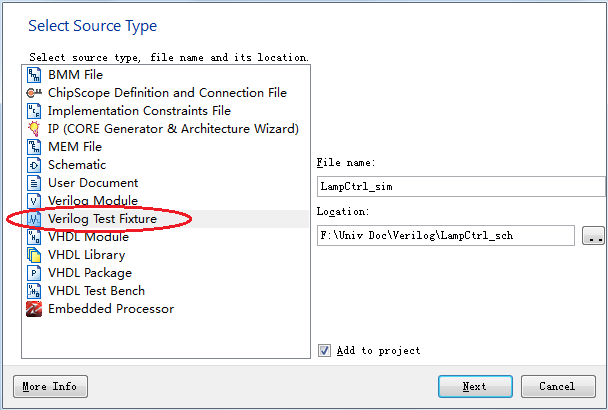 Select Source Type
Select source type, file name and its location.
BMM File
ChipScope Definition and Connection File
Implementation Constraints File
IP (CORE Generator & Architecture Wizard)
MEM File
Schematic
User Document
Verilog Module
Verilog Test Fixture
VHDL Module
VHDL Library
VHDL Package
VHDL Test Bench
Embedded Processor
File name:
LampCtrl_sim
Location:
F:\Univ Doc\Verilog\LampCtrl_sch
..
Add to project
More Info
Next
Cancel